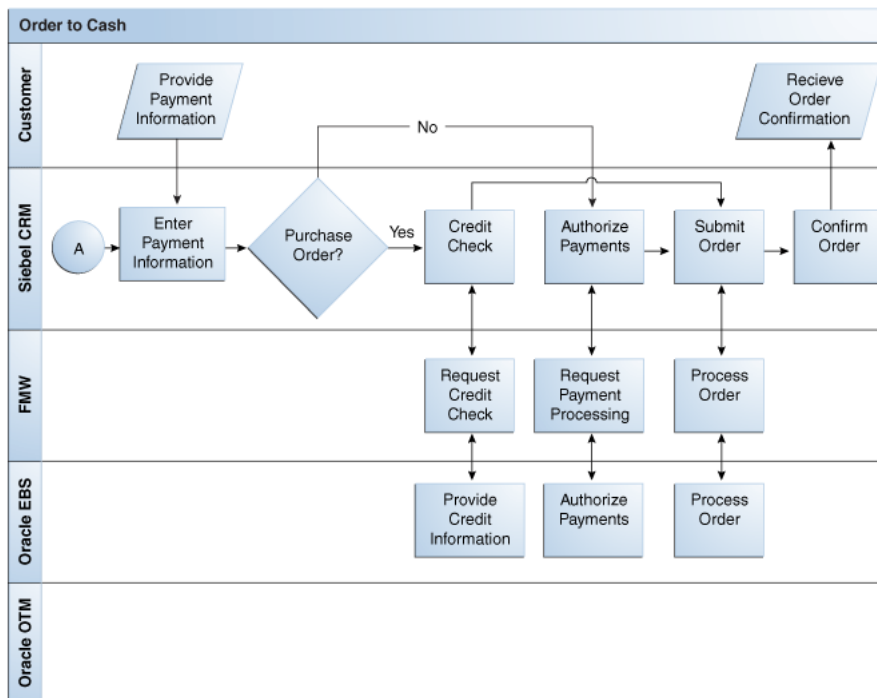 Order to Cash
Customer
Provide
Payment
Information
No
Recieve
Order
Confirmation
Siebel CRM
A
Enter
Payment
Information
Purchase
Order?
Yes
Credit
Check
Authorize
Payments
Submit
Order
Confirm
Order
FMW
Request
Credit
Check
Request
Payment
Processing
Process
Order
Oracle EBS
Provide
Credit
Information
Authorize
Payments
Process
Order
Oracle OTM